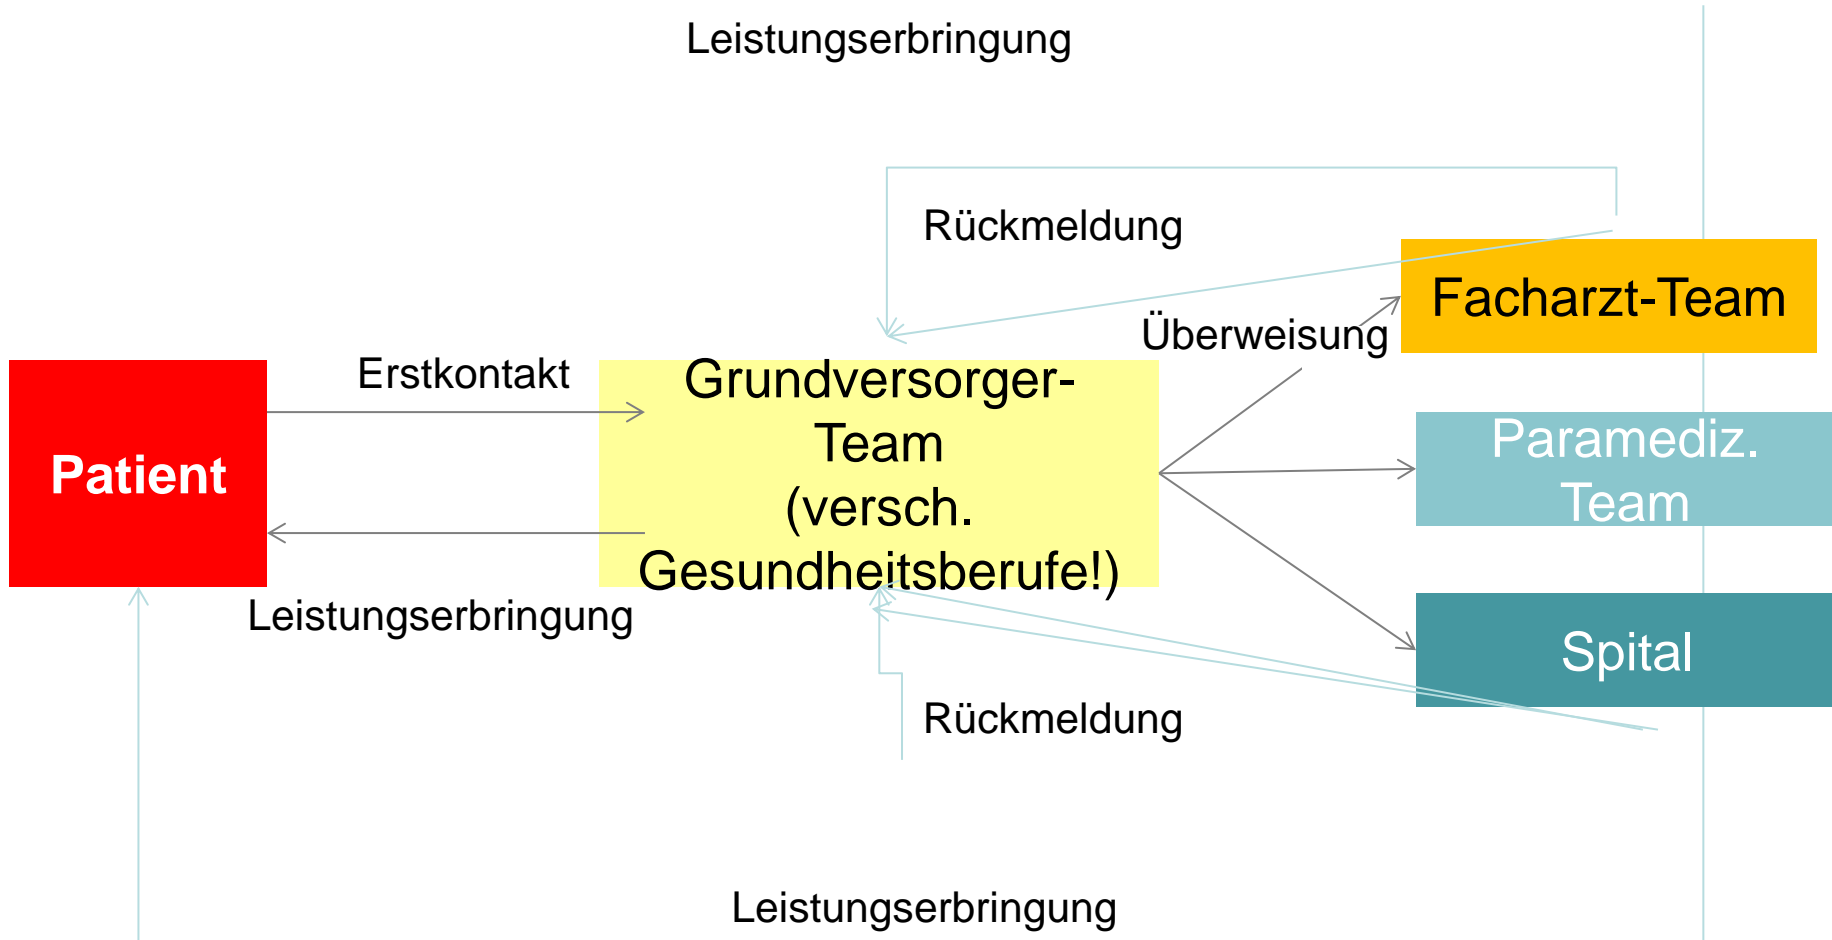 Leistungserbringung
Rückmeldung
Facharzt-Team
Überweisung
Erstkontakt
Grundversorger-
Team
(versch.
Gesundheitsberufe!)
Patient
Paramediz.
Team
Leistungserbringung
Spital
Rückmeldung
Leistungserbringung